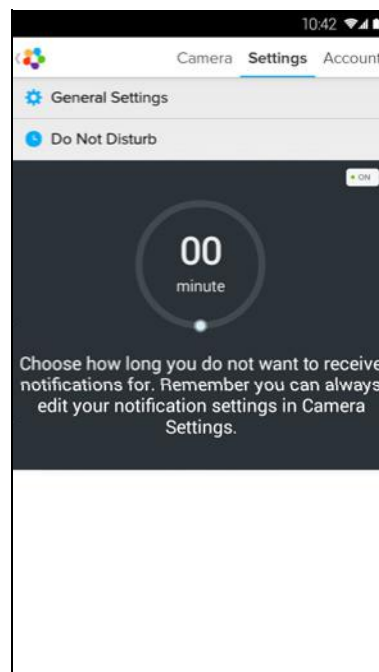 10:42
Camera Settings Account
General Settings
Do Not Disturb
ON
00
minute
Choose how long you do not want to receive
notifications for. Remember you can always
edit your notification settings in Camera
Settings.